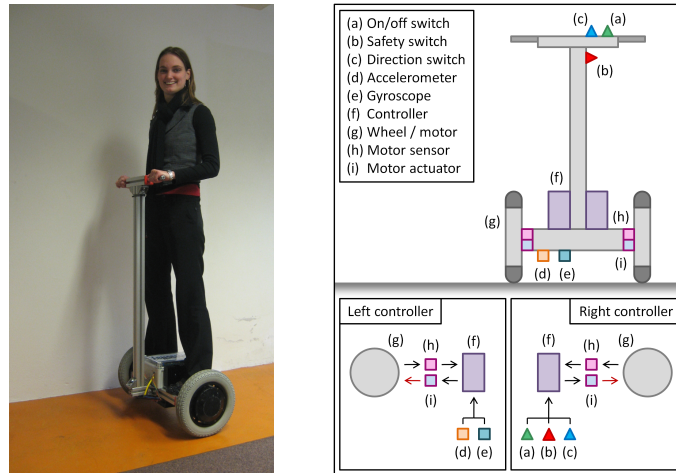 (a) On/off switch
(b) Safety switch
(c) Direction switch
(d) Accelerometer
(e) Gyroscope
(f) Controller
(g) Wheel / motor
(h) Motor sensor
(i) Motor actuator
(c) (a)
(b)
(f)
(g)
(h)
(d) (e)
(i)
Left controller
(g) (h) (f)
(i)
(d) (e)
Right controller
(f) (h) (g)
(i)
(a) (b) (c)